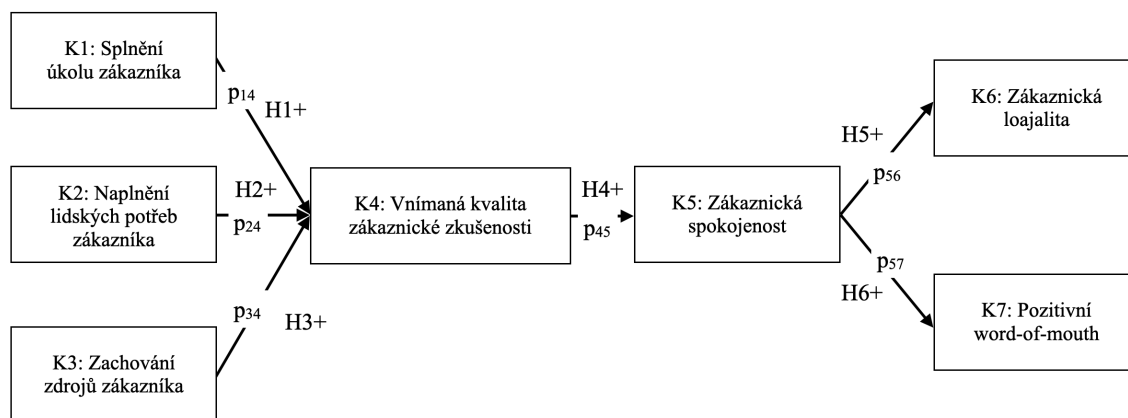 K1: Splnění
úkolu zákazníka
p14
H1+
K2: Naplnění
lidských potřeb
zákazníka
H2+
p24
K3: Zachování
zdrojů zákazníka
p34
H3+
K4: Vnímaná kvalita
zákaznické zkušenosti
H4+
p45
K5: Zákaznická
spokojenost
H5+
p56
p57
H6+
K6: Zákaznická
loajalita
K7: Pozitivní
word-of-mouth